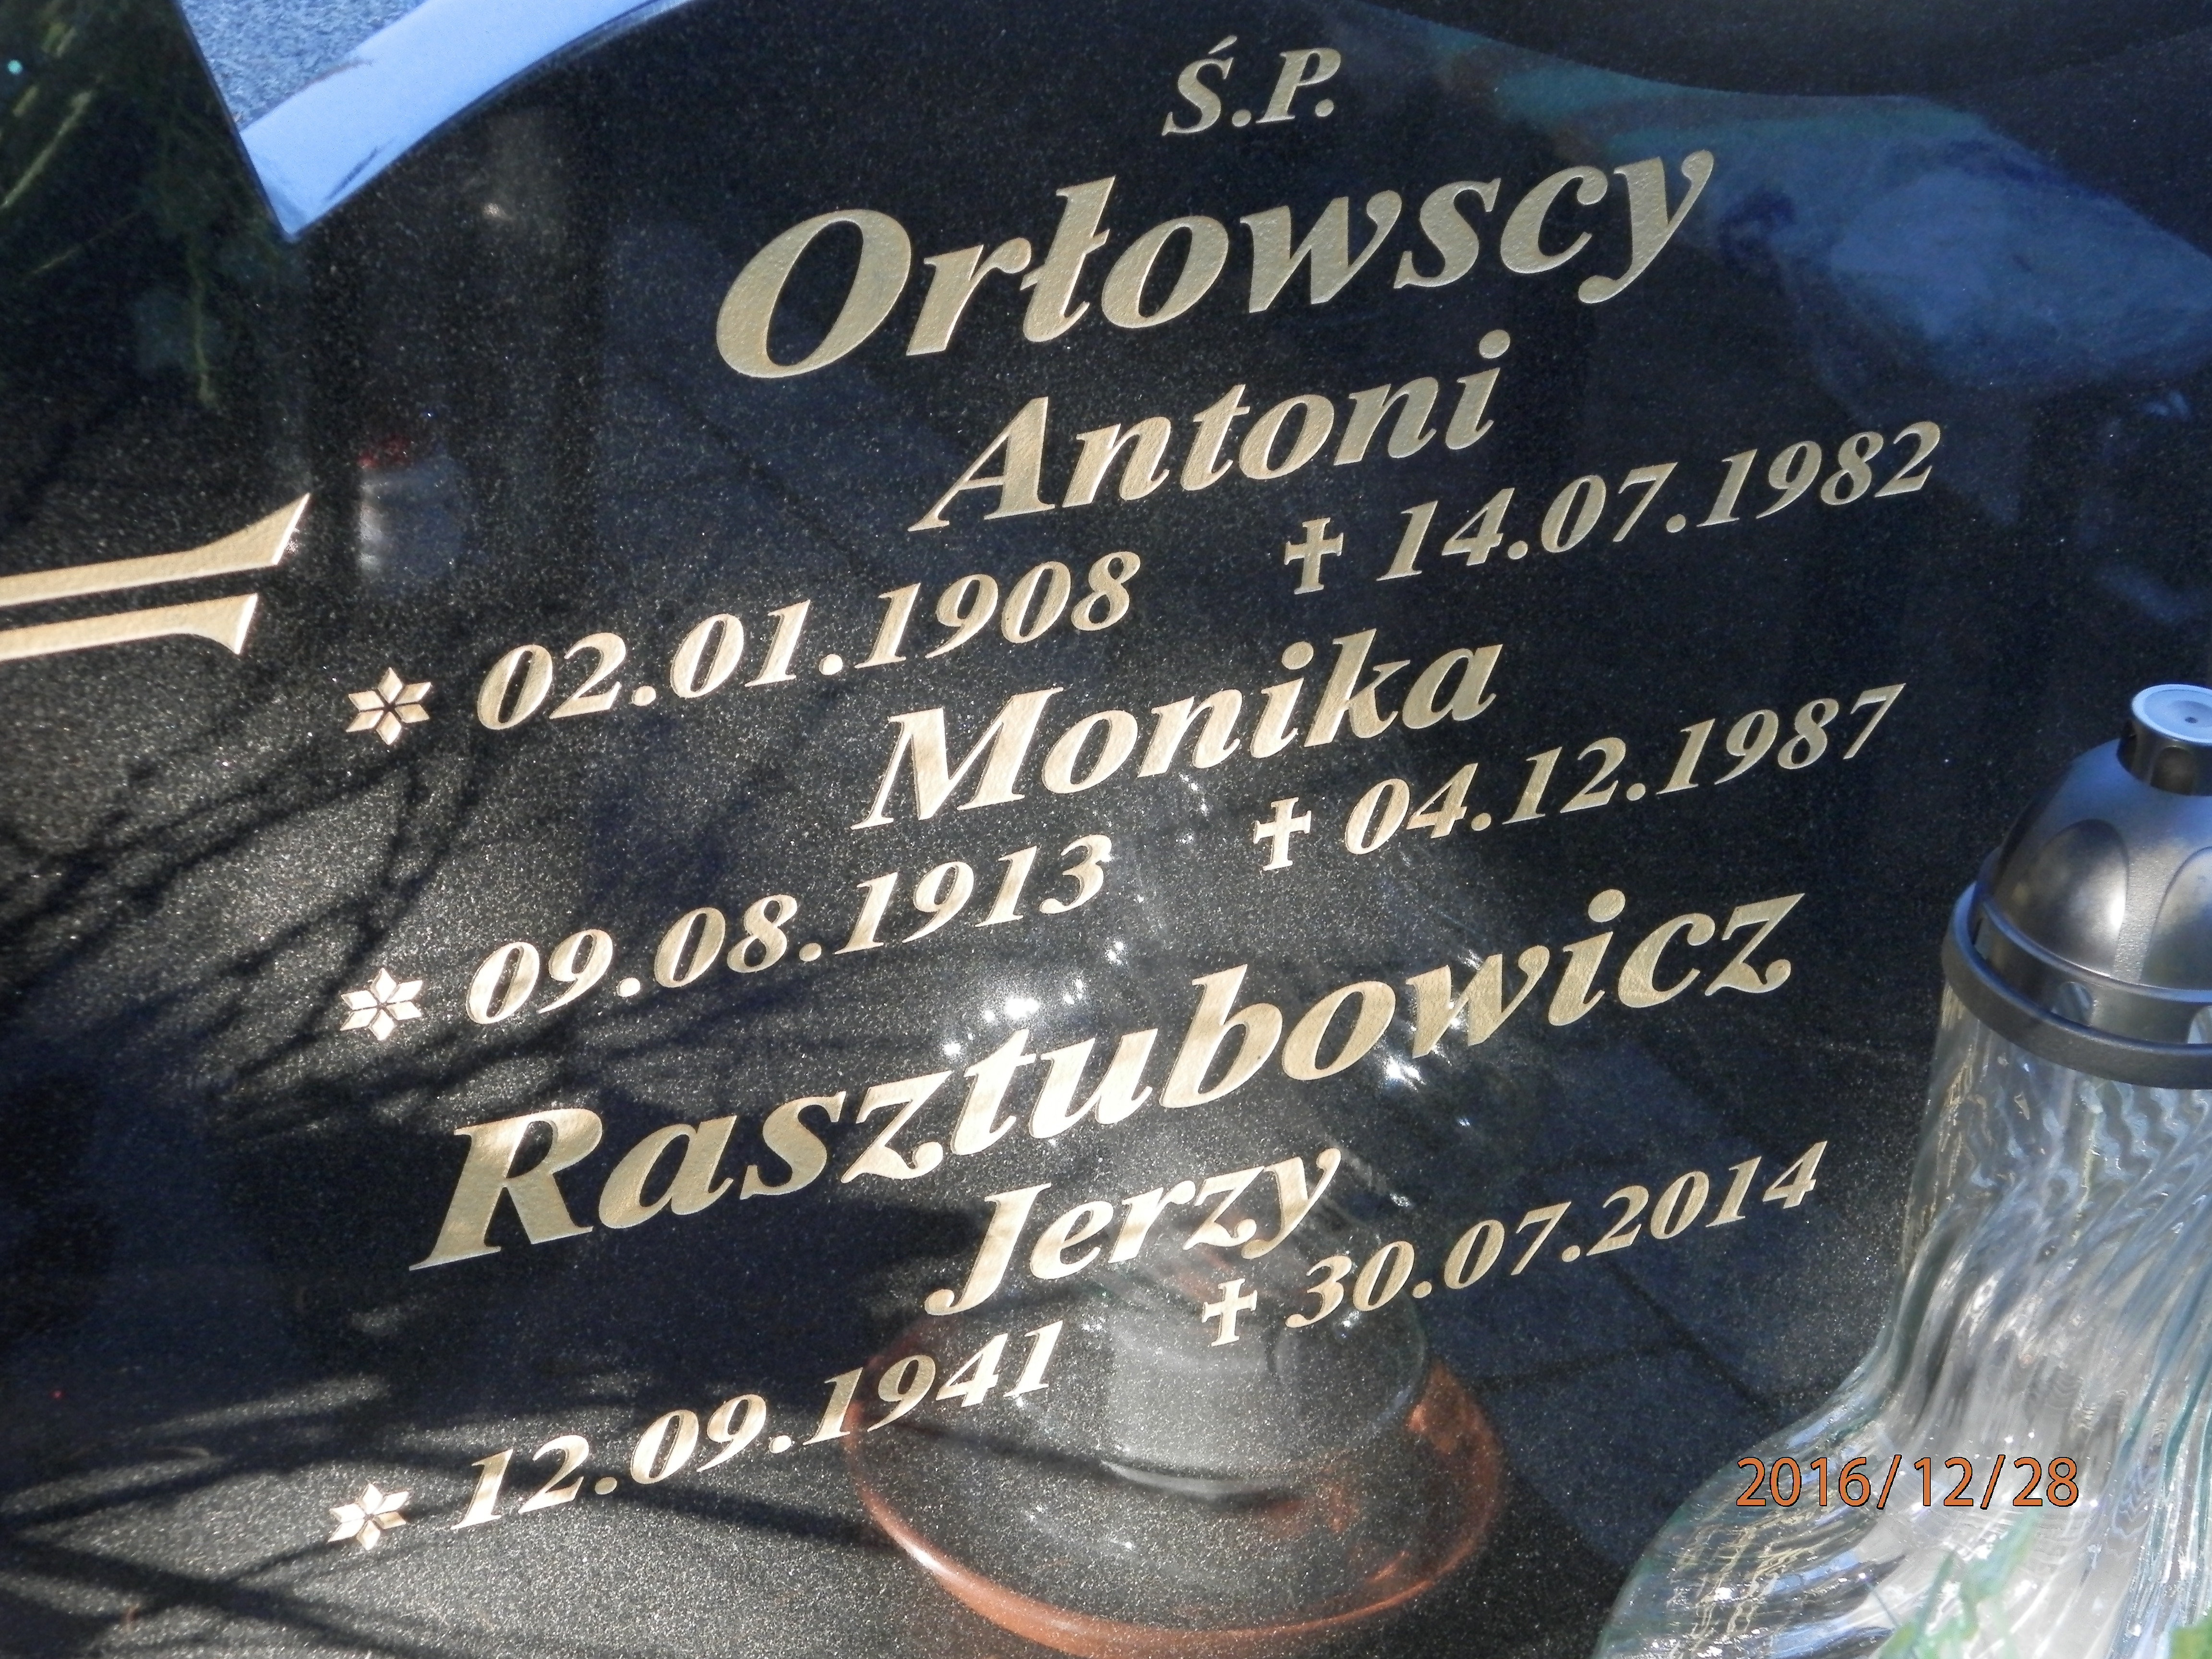 Ś.P.
Orłowscy
Antoni
02.01.1908 ✝ 14.07.1982
Monika
09.08.1913 ✝ 04.12.1987
Rasztubowicz
Jerzy
12.09.1941 ✝ 30.07.2014
2016/12/28